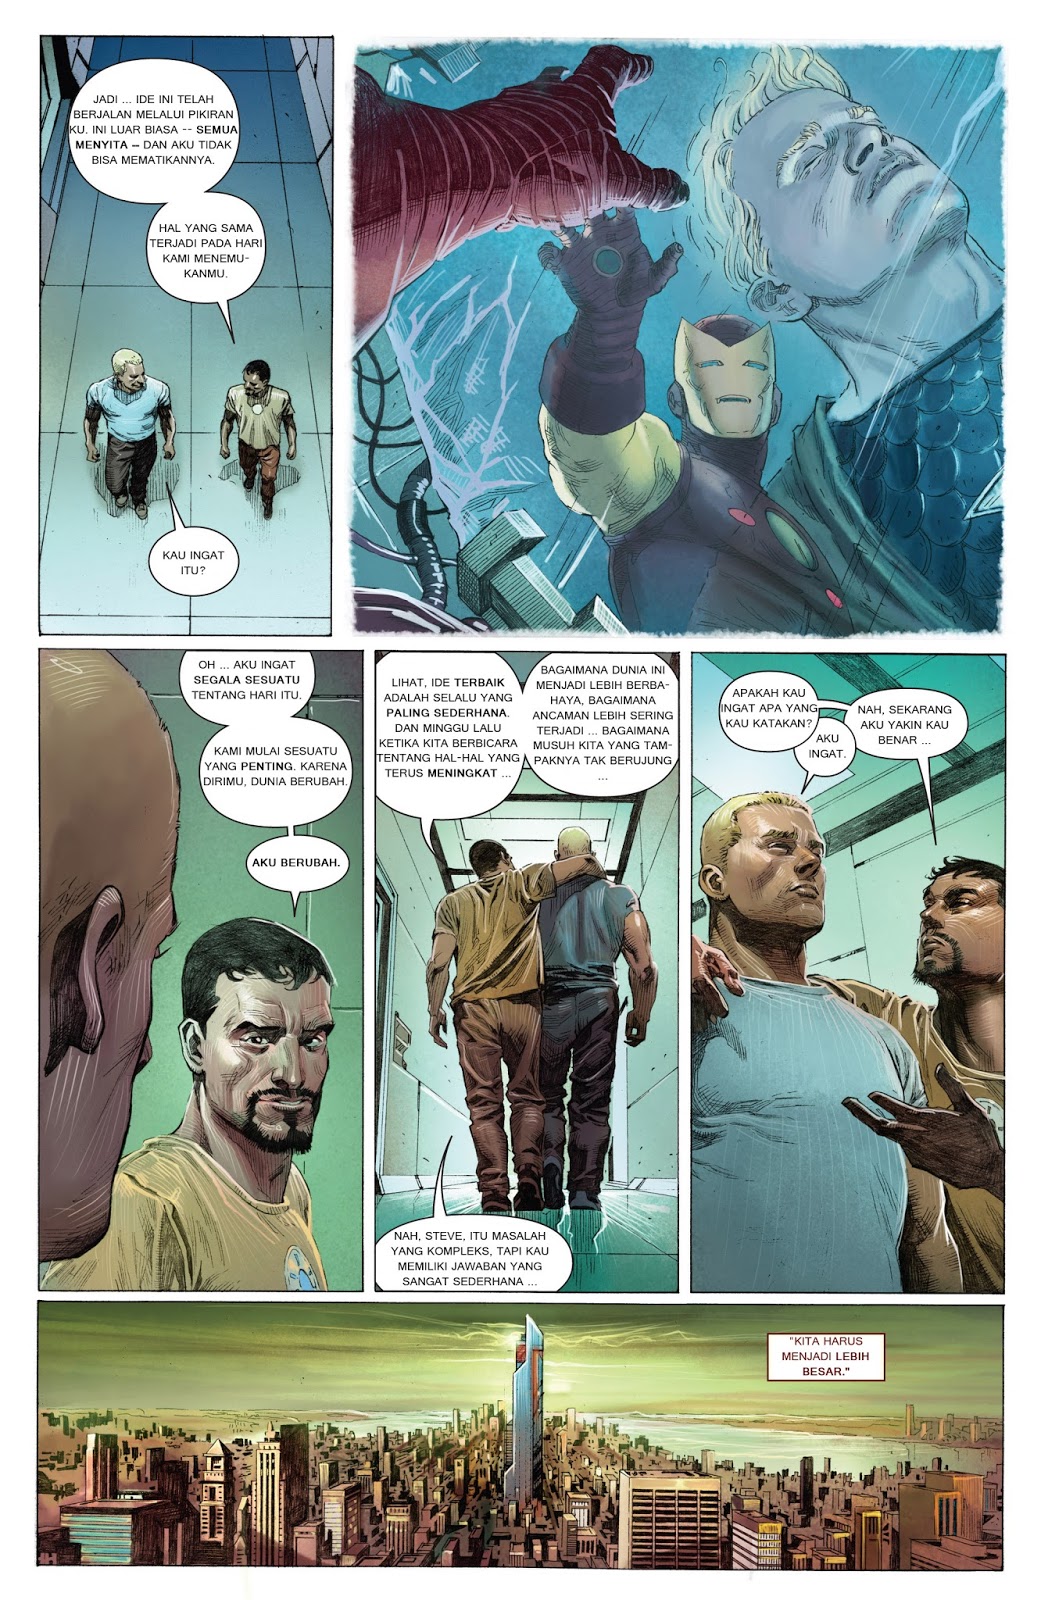 JADI ... IDE INI TELAH
BERJALAN MELALUI PIKIRAN
KU. INI LUAR BIASA -- SEMUA
MENYITA – DAN AKU TIDAK
BISA MEMATIKANNYA.
HAL YANG SAMA
TERJADI PADA HARI
KAMI MENEMU-
KANMU.
KAU INGAT
ITU?
OH ... AKU INGAT
SEGALA SESUATU
TENTANG HARI ITU.
KAMI MULAI SESUATU
YANG PENTING. KARENA
DIRIMU, DUNIA BERUBAH.
AKU BERUBAH.
LIHAT, IDE TERBAIK
ADALAH SELALU YANG
PALING SEDERHANA.
DAN MINGGU LALU
KETIKA KITA BERBICARA
TENTANG HAL-HAL YANG
TERUS MENINGKAT ...
BAGAIMANA DUNIA INI
MENJADI LEBIH BERBA-
HAYA, BAGAIMANA
ANCAMAN LEBIH SERING
TERJADI ... BAGAIMANA
MUSUH KITA YANG TAM-
PAKNYA TAK BERUJUNG
...
NAH, STEVE, ITU MASALAH
YANG KOMPLEKS, TAPI KAU
MEMILIKI JAWABAN YANG
SANGAT SEDERHANA ...
APAKAH KAU
INGAT APA YANG
KAU KATAKAN?
AKU
INGAT.
NAH, SEKARANG
AKU YAKIN KAU
BENAR ...
"KITA HARUS
MENJADI LEBIH
BESAR."